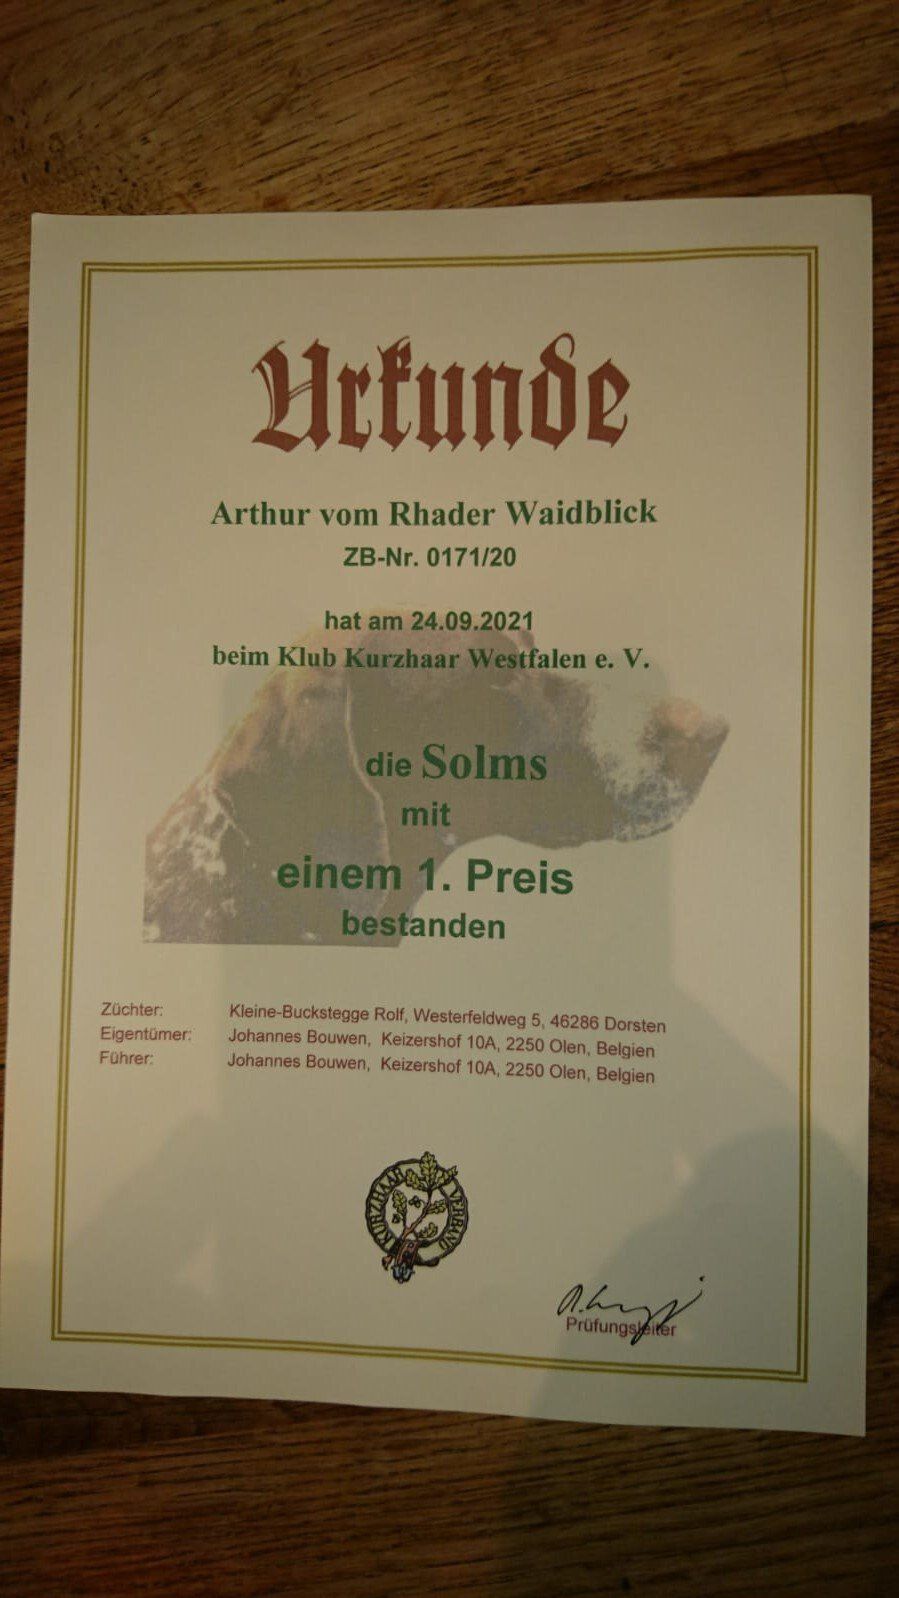 Urkunde
Arthur vom Rhader Waidblick
ZB-Nr. 0171/20
hat am 24.09.2021
beim Klub Kurzhaar Westfalen e. V.
die Solms
mit
einem 1. Preis
bestanden
Züchter: Kleine-Buckstegge Rolf, Westerfeldweg 5, 46286 Dorsten
Eigentümer: Johannes Bouwen, Keizershof 10A, 2250 Olen, Belgien
Führer: Johannes Bouwen, Keizershof 10A, 2250 Olen, Belgien
KURZHAAR VERBAND
Prüfungsleiter